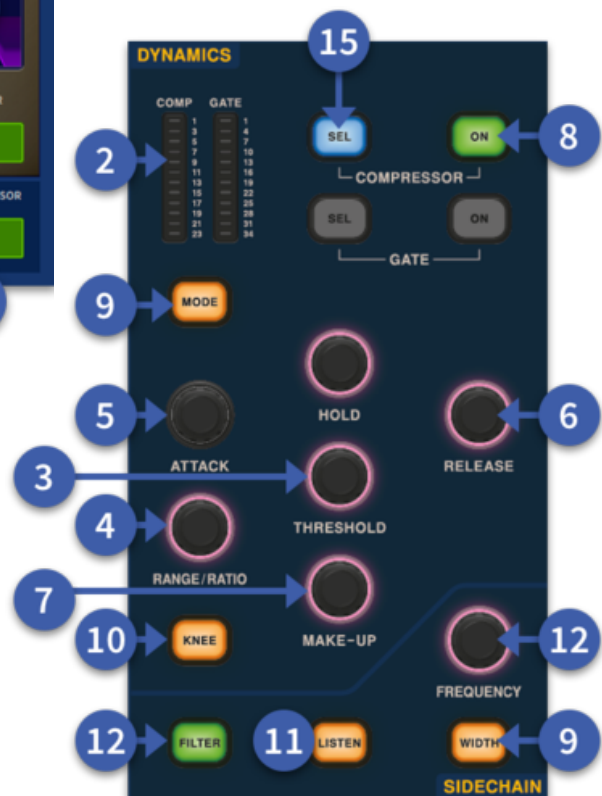 R
SOR
DYNAMICS
15
COMP GATE
1 1
3 4
5 7
7 10
9 13
11 16
13 19
15 22
17 25
19 28
21 31
23 34
2
SEL
ON
8
COMPRESSOR
SEL
ON
GATE
9
MODE
5
HOLD
6
ATTACK
RELEASE
3
4
THRESHOLD
RANGE/RATIO
7
10
KNEE
MAKE-UP
12
FREQUENCY
12
FILTER
11
LISTEN
WIDTH
9
SIDECHAIN